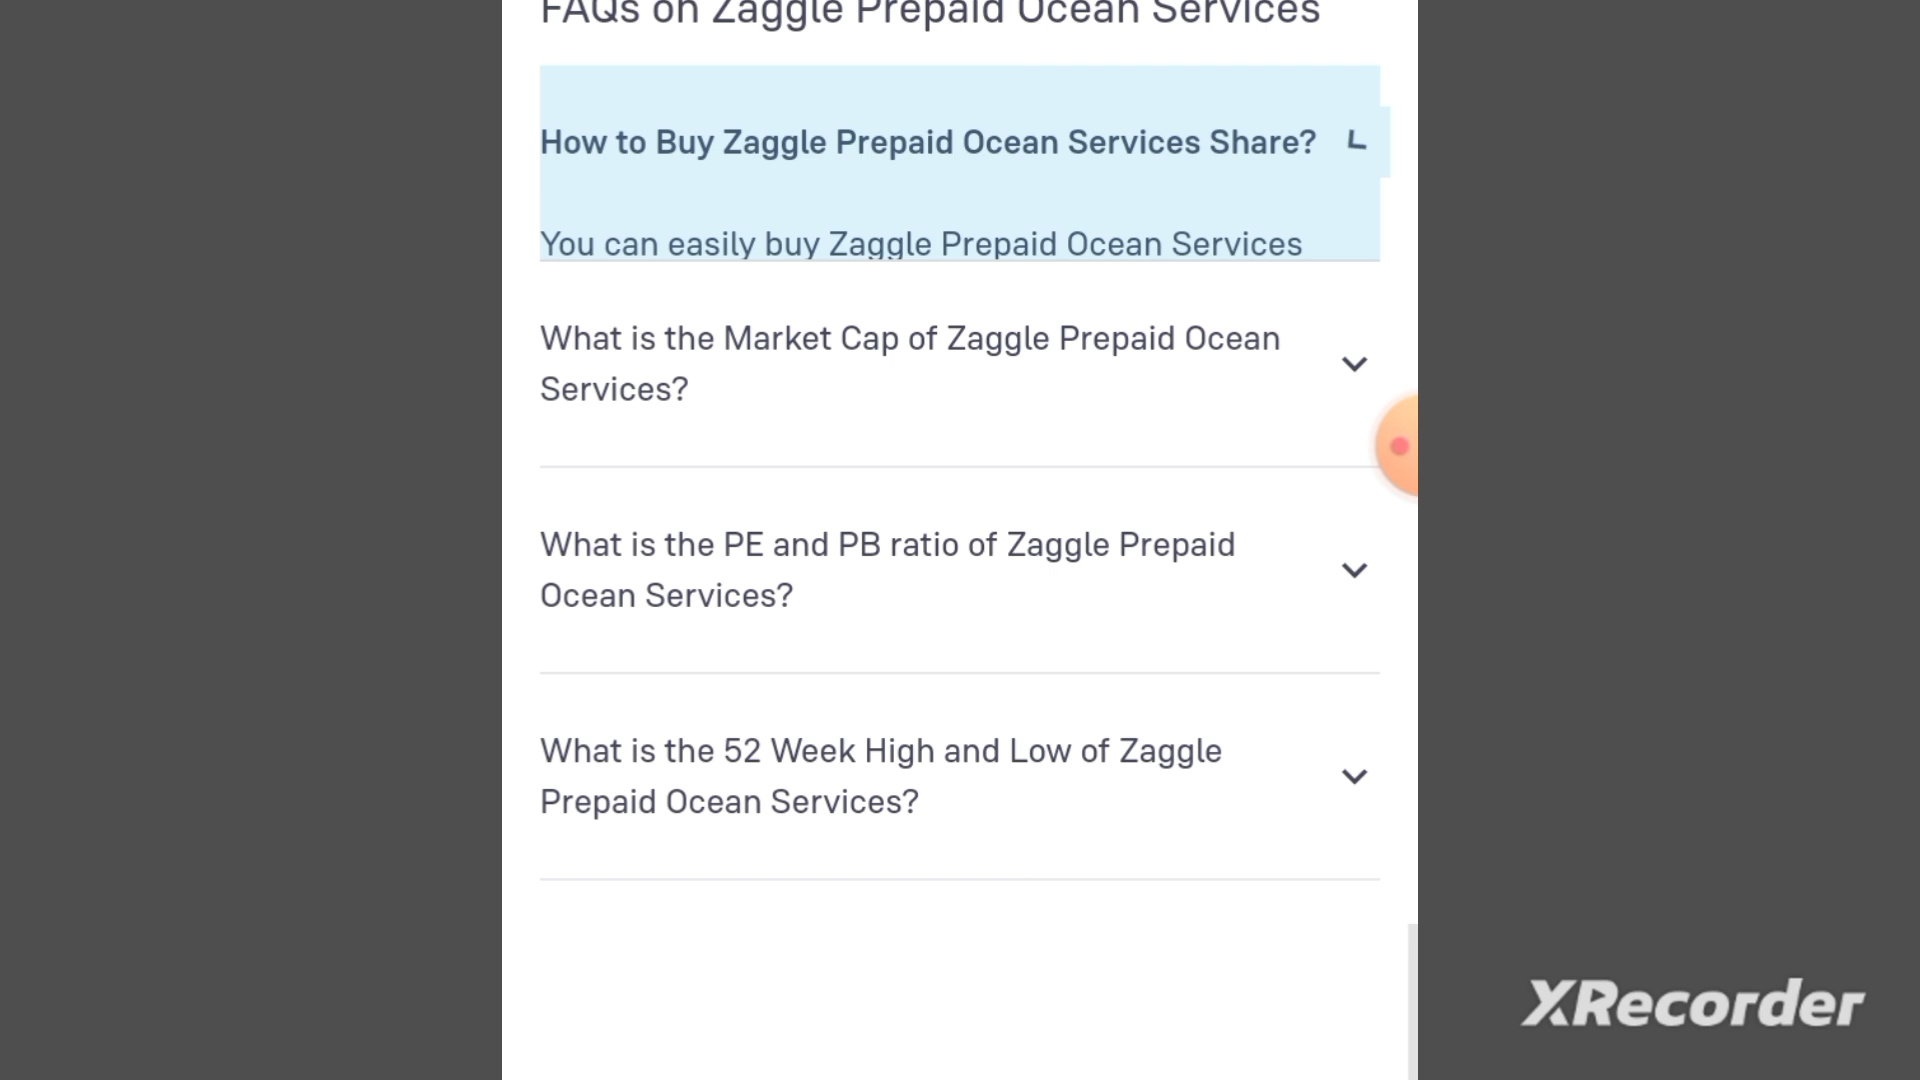 FAQs on Zaggle Prepaid Ocean Services
How to Buy Zaggle Prepaid Ocean Services Share?
You can easily buy Zaggle Prepaid Ocean Services
What is the Market Cap of Zaggle Prepaid Ocean
Services?
What is the PE and PB ratio of Zaggle Prepaid
Ocean Services?
What is the 52 Week High and Low of Zaggle
Prepaid Ocean Services?
XRecorder